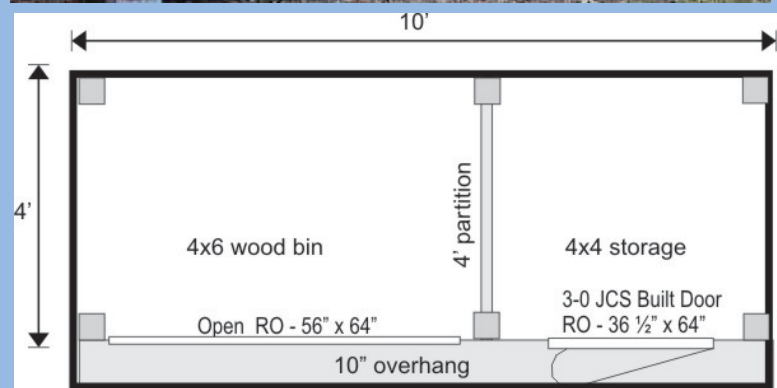 10’
4’
4’ partition
4x6 wood bin
4x4 storage
Open RO - 56” x 64”
3-0 JCS Built Door
RO - 36 ½” x 64”
10” overhang